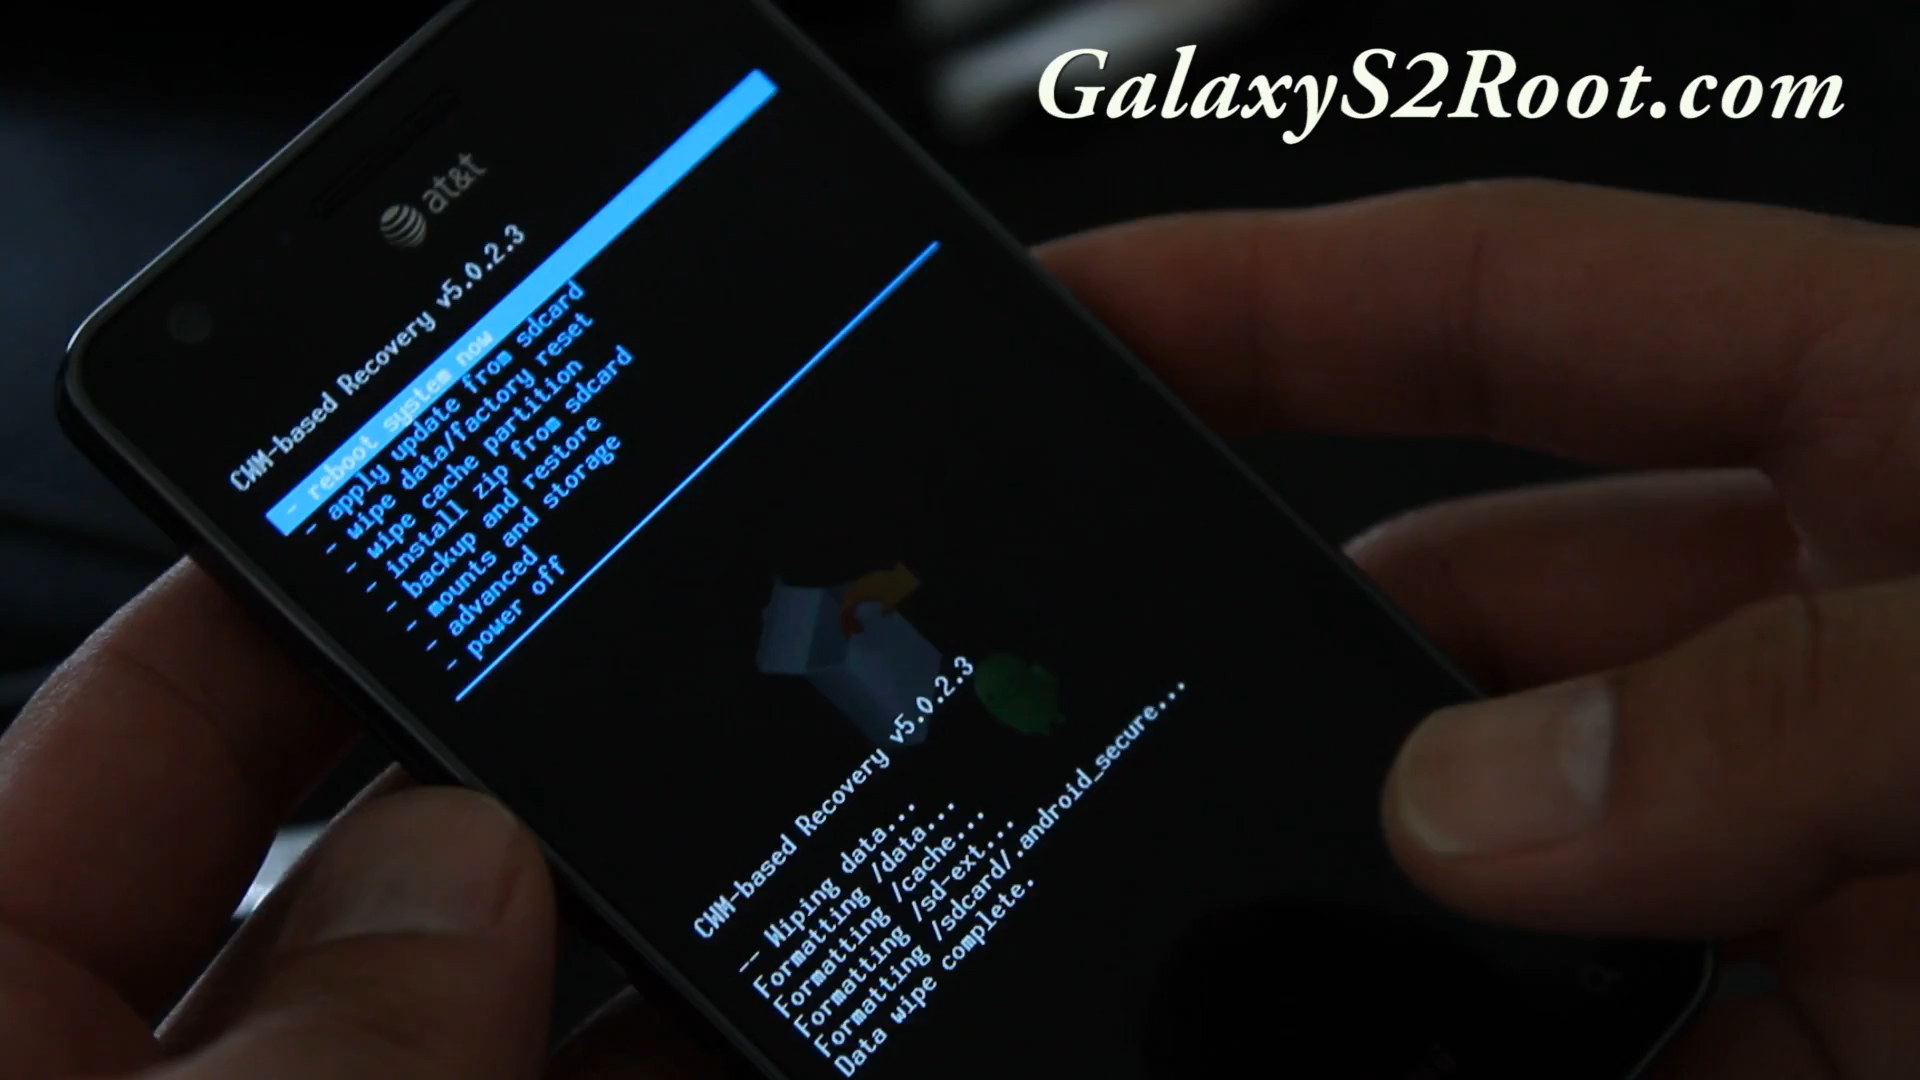 GalaxyS2Root.com
at&t
CWM-based Recovery v5.0.2.3
- reboot system now
- apply update from sdcard
- wipe data/factory reset
- wipe cache partition
- install zip from sdcard
- backup and restore
- mounts and storage
- advanced
- power off
CWM-based Recovery v5.0.2.3
-- Wiping data...
Formatting /data...
Formatting /cache...
Formatting /sd-ext...
Formatting /sdcard/.android_secure...
Data wipe complete.